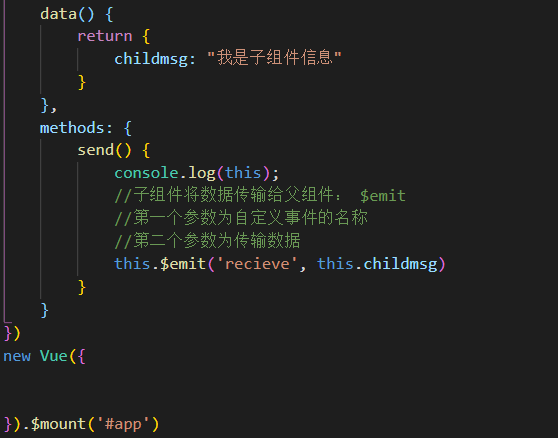 data() {
return {
childmsg: "我是子组件信息"
}
},
methods: {
send() {
console.log(this);
//子组件将数据传输给父组件： $emit
//第一个参数为自定义事件的名称
//第二个参数为传输数据
this.$emit('recieve', this.childmsg)
}
}
})
new Vue({
}).$mount('#app')